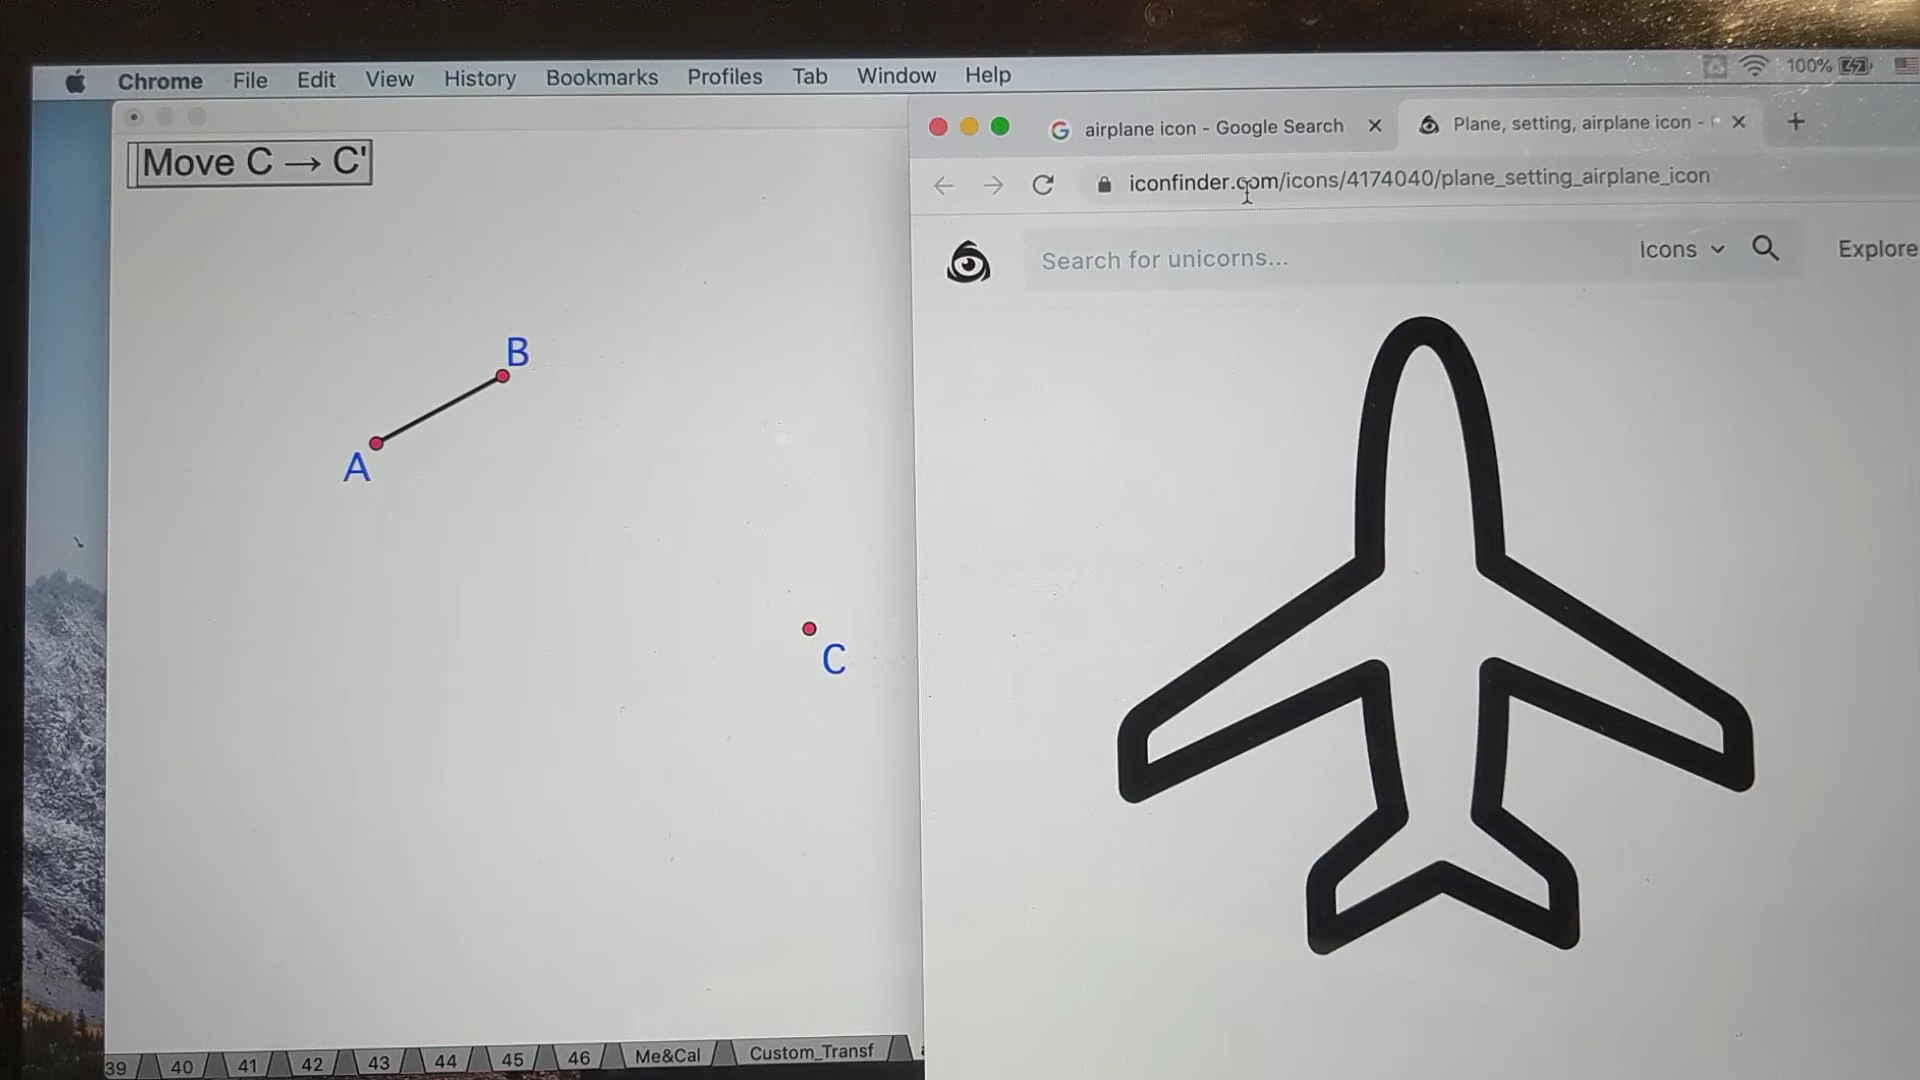 Chrome File Edit View History Bookmarks Profiles Tab Window Help 100%
Move C → C'
B
A
C
39 40 41 42 43 44 45 46 Me&Cal Custom_Transf
airplane icon - Google Search
Plane, setting, airplane icon -
iconfinder.com/icons/4174040/plane_setting_airplane_icon
Search for unicorns... Icons Explore